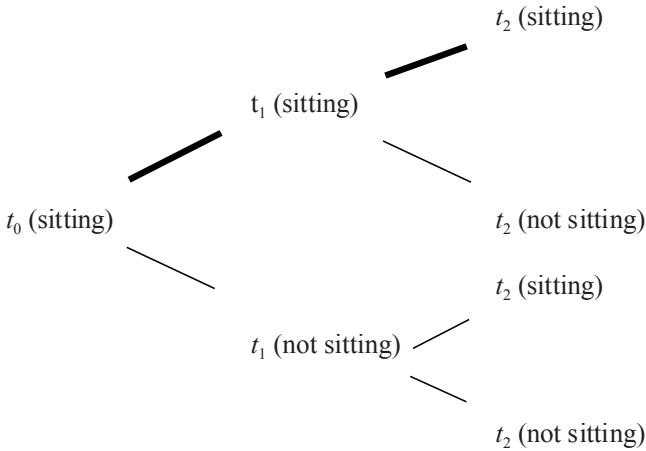 t₂ (sitting)
t₁ (sitting)
t₀ (sitting)
t₂ (not sitting)
t₂ (sitting)
t₁ (not sitting)
t₂ (not sitting)